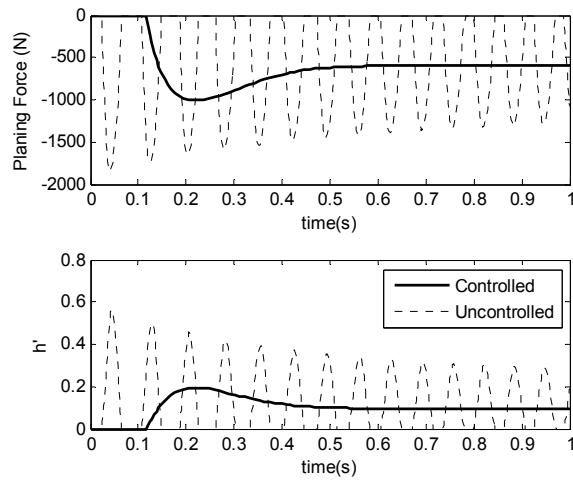 Planing Force (N)
0
-500
-1000
-1500
-2000
0 0.1 0.2 0.3 0.4 0.5 0.6 0.7 0.8 0.9 1
time(s)
h'
0.8
0.6
0.4
0.2
0
Controlled
Uncontrolled
0 0.1 0.2 0.3 0.4 0.5 0.6 0.7 0.8 0.9 1
time(s)